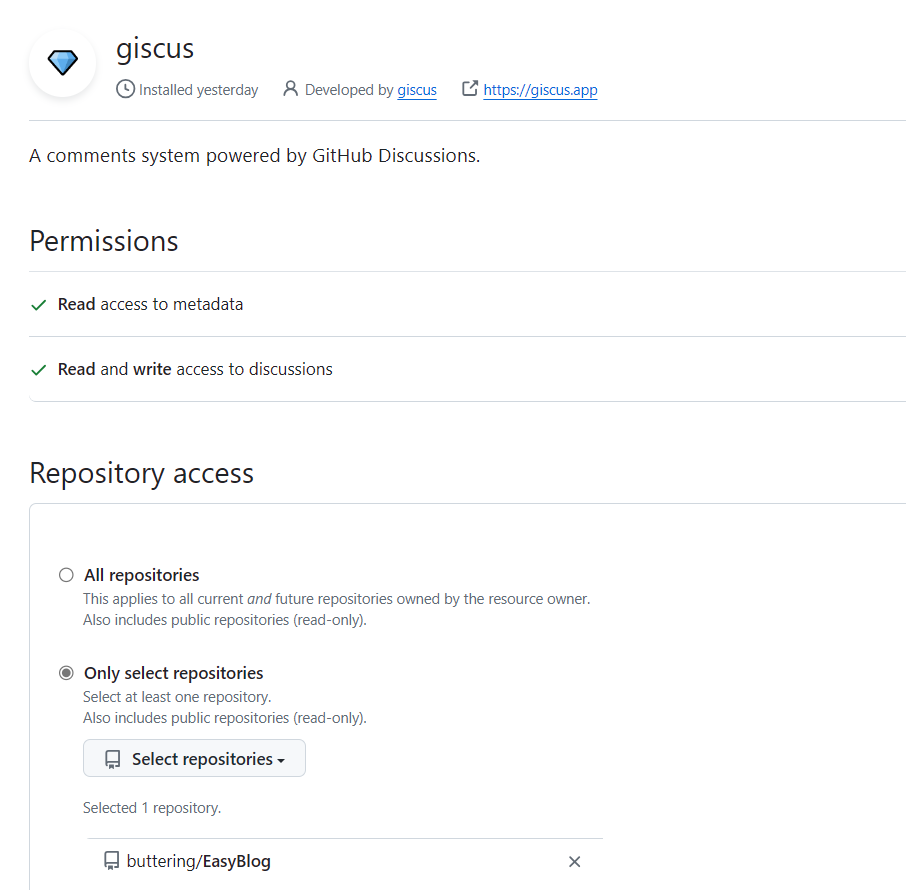 giscus
Installed yesterday Developed by giscus https://giscus.app
A comments system powered by GitHub Discussions.
Permissions
Read access to metadata
Read and write access to discussions
Repository access
All repositories
This applies to all current and future repositories owned by the resource owner.
Also includes public repositories (read-only).
Only select repositories
Select at least one repository.
Also includes public repositories (read-only).
Select repositories
Selected 1 repository.
buttering/EasyBlog